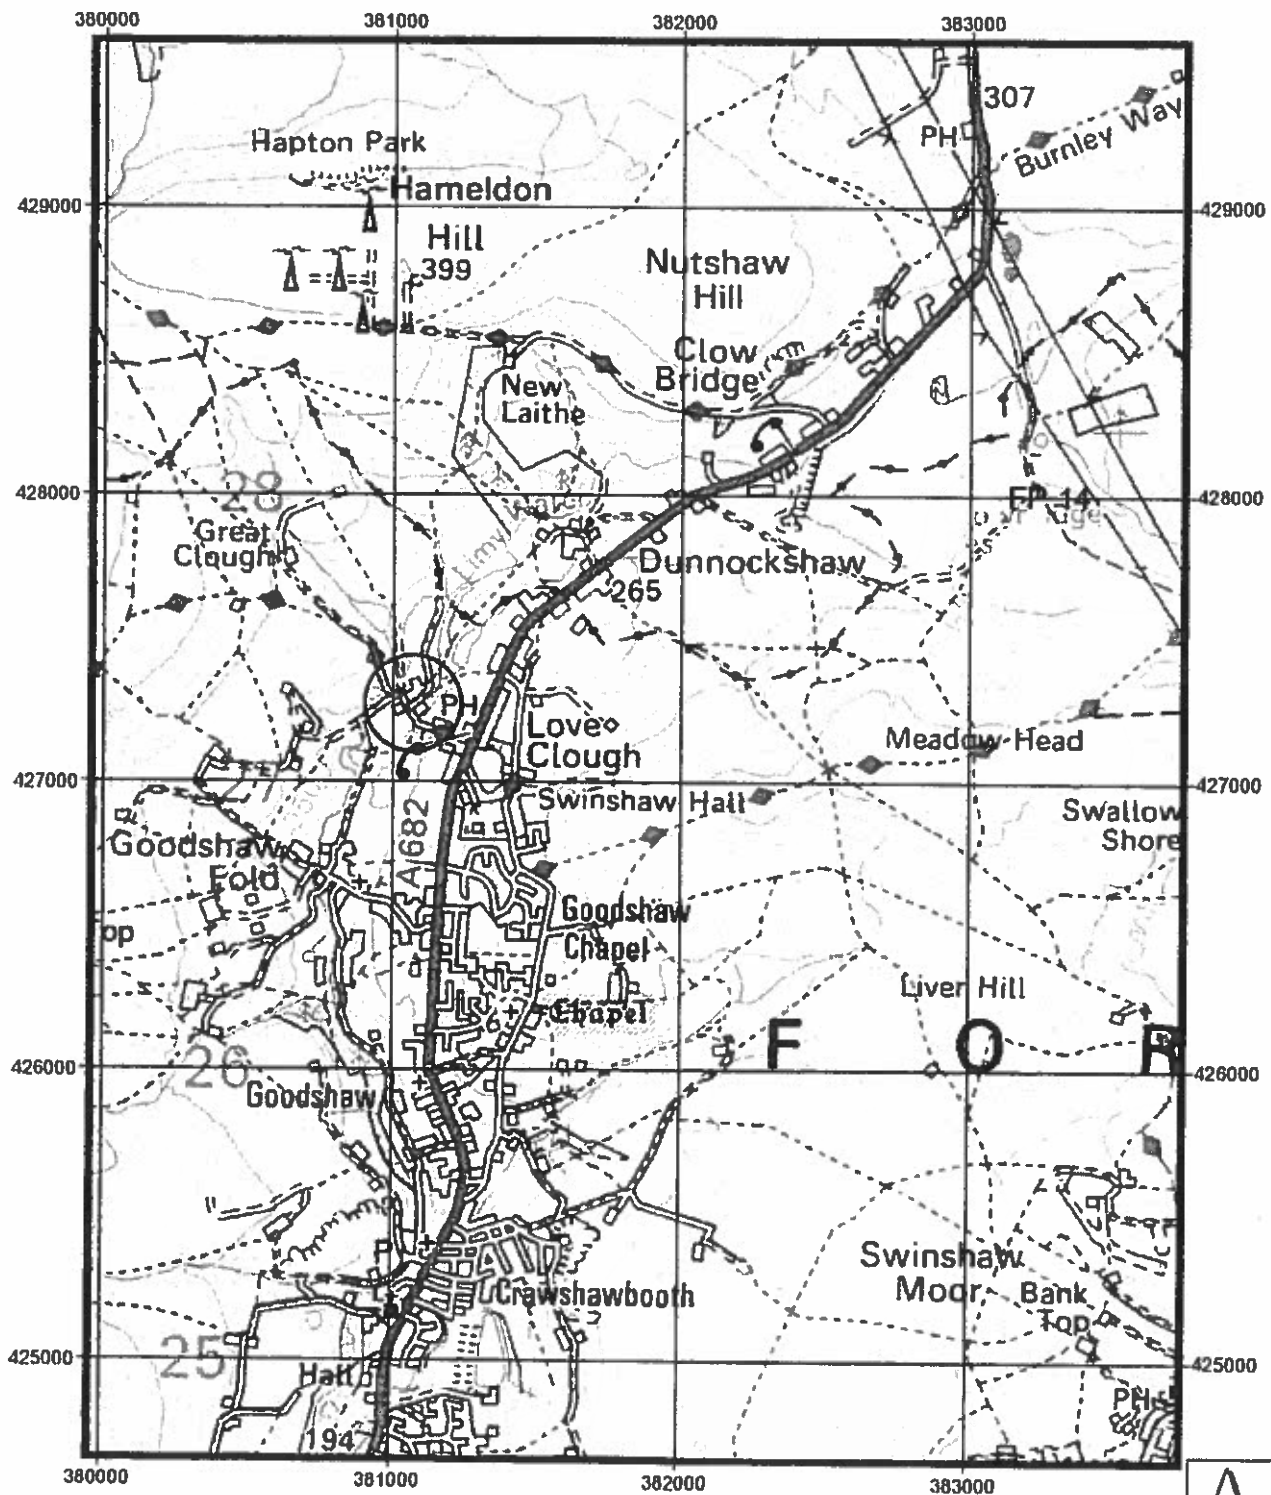 380000 381000 382000 383000
307
Hapton Park
PH
Burnley Way
Hameldon
429000
429000
Hill
399
Nutshaw
Hill
Clow
Bridge
New
Laithe
28
428000
428000
FP 14
Great
Clough
Limy
Dunnockshaw
265
PH
Love
Clough
Meadow Head
427000
427000
Swinshaw Hall
Swallow
Shore
A 682
Goodshaw
Fold
Goodshaw
Chapel
op
Liver Hill
Chapel
F O R
26
426000
426000
Goodshaw
P
Swinshaw
Moor
Crawshawbooth
Bank
Top
25
425000
425000
Hall
PH
194
380000 381000 382000 383000